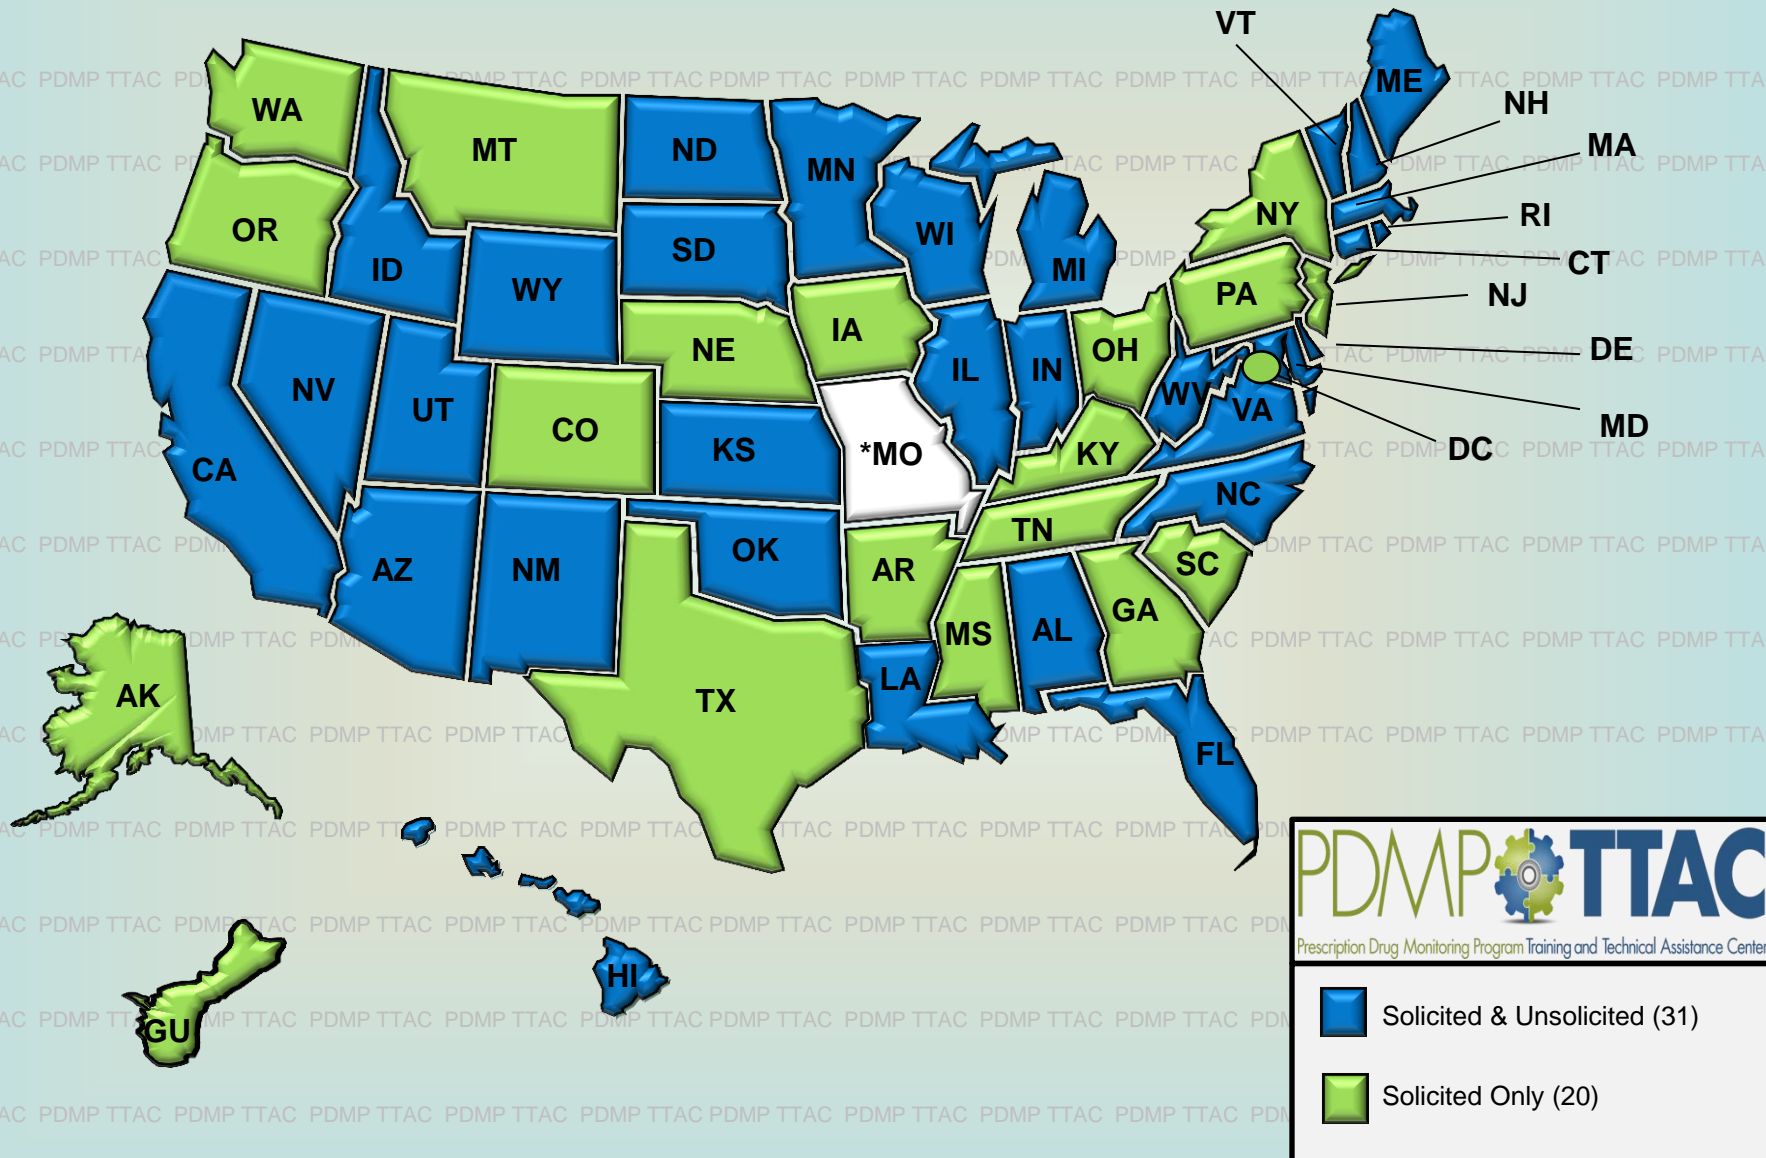 VT
ME
NH
WA
MA
MT
ND
MN
NY
RI
OR
WI
SD
CT
ID
MI
WY
PA
NJ
IA
NE
OH
DE
IL
IN
NV
WV
UT
VA
CO
MD
KS
*MO
KY
DC
CA
NC
TN
OK
AZ
NM
AR
SC
GA
MS
AL
LA
AK
TX
FL
HI
GU
PDMP TTAC
Prescription Drug Monitoring Program Training and Technical Assistance Center
Solicited & Unsolicited (31)
Solicited Only (20)